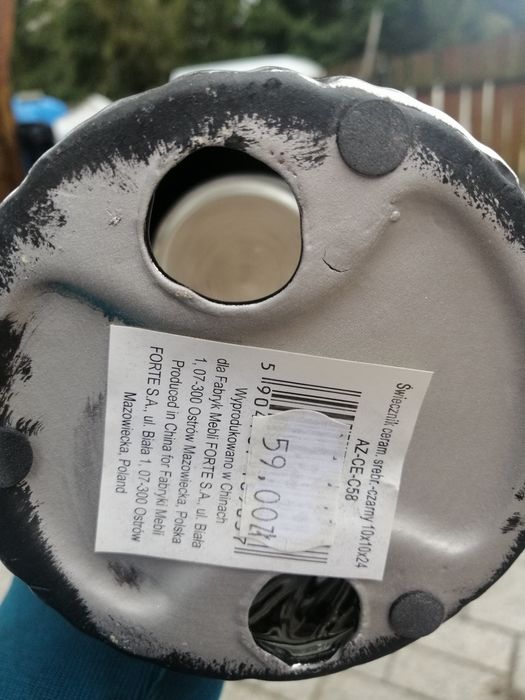 Świecznik ceram. srebr.-czarny 10x10x24
AZ-CE-C58
59,00zł
Wyprodukowano w Chinach
dla Fabryk Mebli FORTE S.A., ul. Biała
1, 07-300 Ostrów Mazowiecka, Polska
Produced in China for Fabryki Mebli
FORTE S.A., ul. Biała 1, 07-300 Ostrów
Mazowiecka, Poland